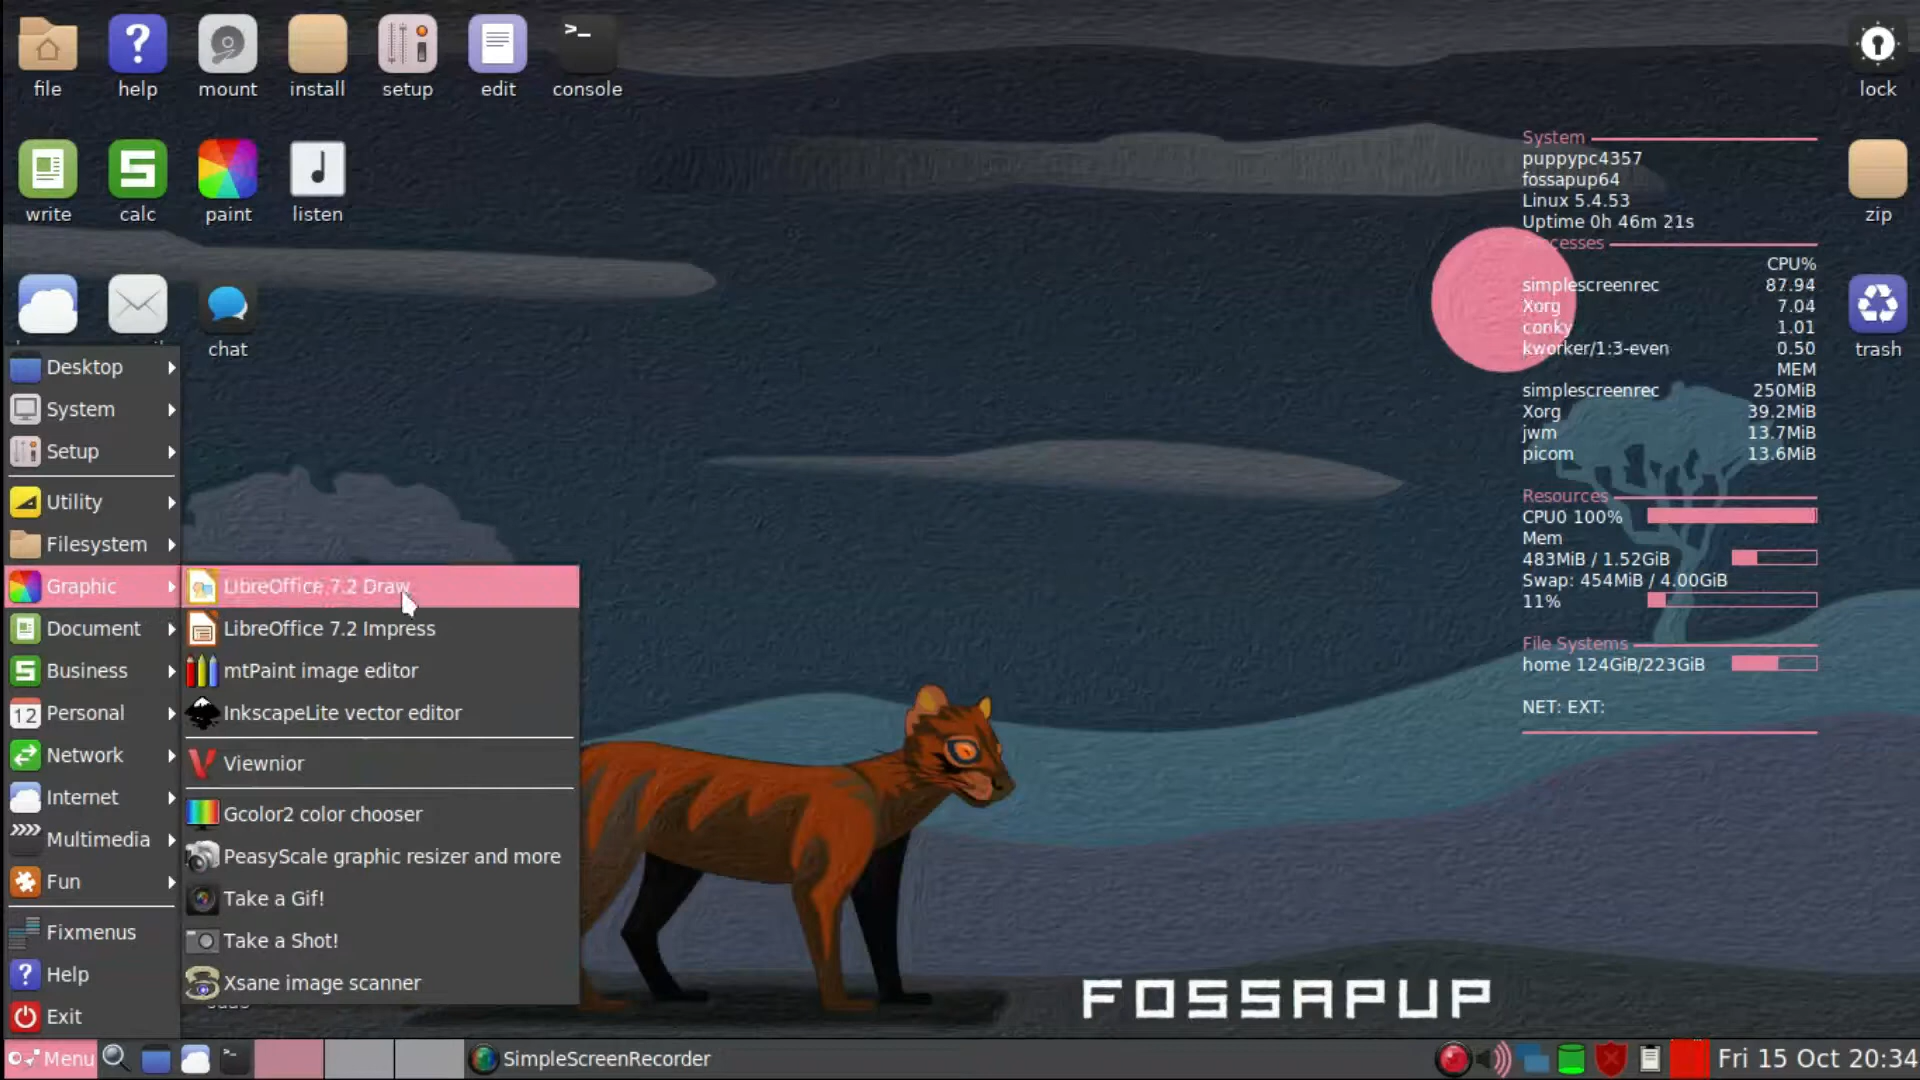 file help mount install setup edit console lock
write calc paint listen zip
chat trash
System
puppypc4357
fossapup64
Linux 5.4.53
Uptime 0h 46m 21s
Processes
CPU%
simplescreenrec 87.94
Xorg 7.04
conky 1.01
kworker/1:3-even 0.50
MEM
simplescreenrec 250MiB
Xorg 39.2MiB
jwm 13.7MiB
picom 13.6MiB
Resources
CPU0 100%
Mem
483MiB / 1.52GiB
Swap: 454MiB / 4.00GiB
11%
File Systems
home 124GiB/223GiB
NET: EXT:
Desktop
System
Setup
Utility
Filesystem
Graphic
Document
Business
12 Personal
Network
Internet
Multimedia
Fun
Fixmenus
Help
Exit
LibreOffice 7.2 Draw
LibreOffice 7.2 Impress
mtPaint image editor
InkscapeLite vector editor
Viewnior
Gcolor2 color chooser
PeasyScale graphic resizer and more
Take a Gif!
Take a Shot!
Xsane image scanner
FOSSAPUP
Menu SimpleScreenRecorder Fri 15 Oct 20:34